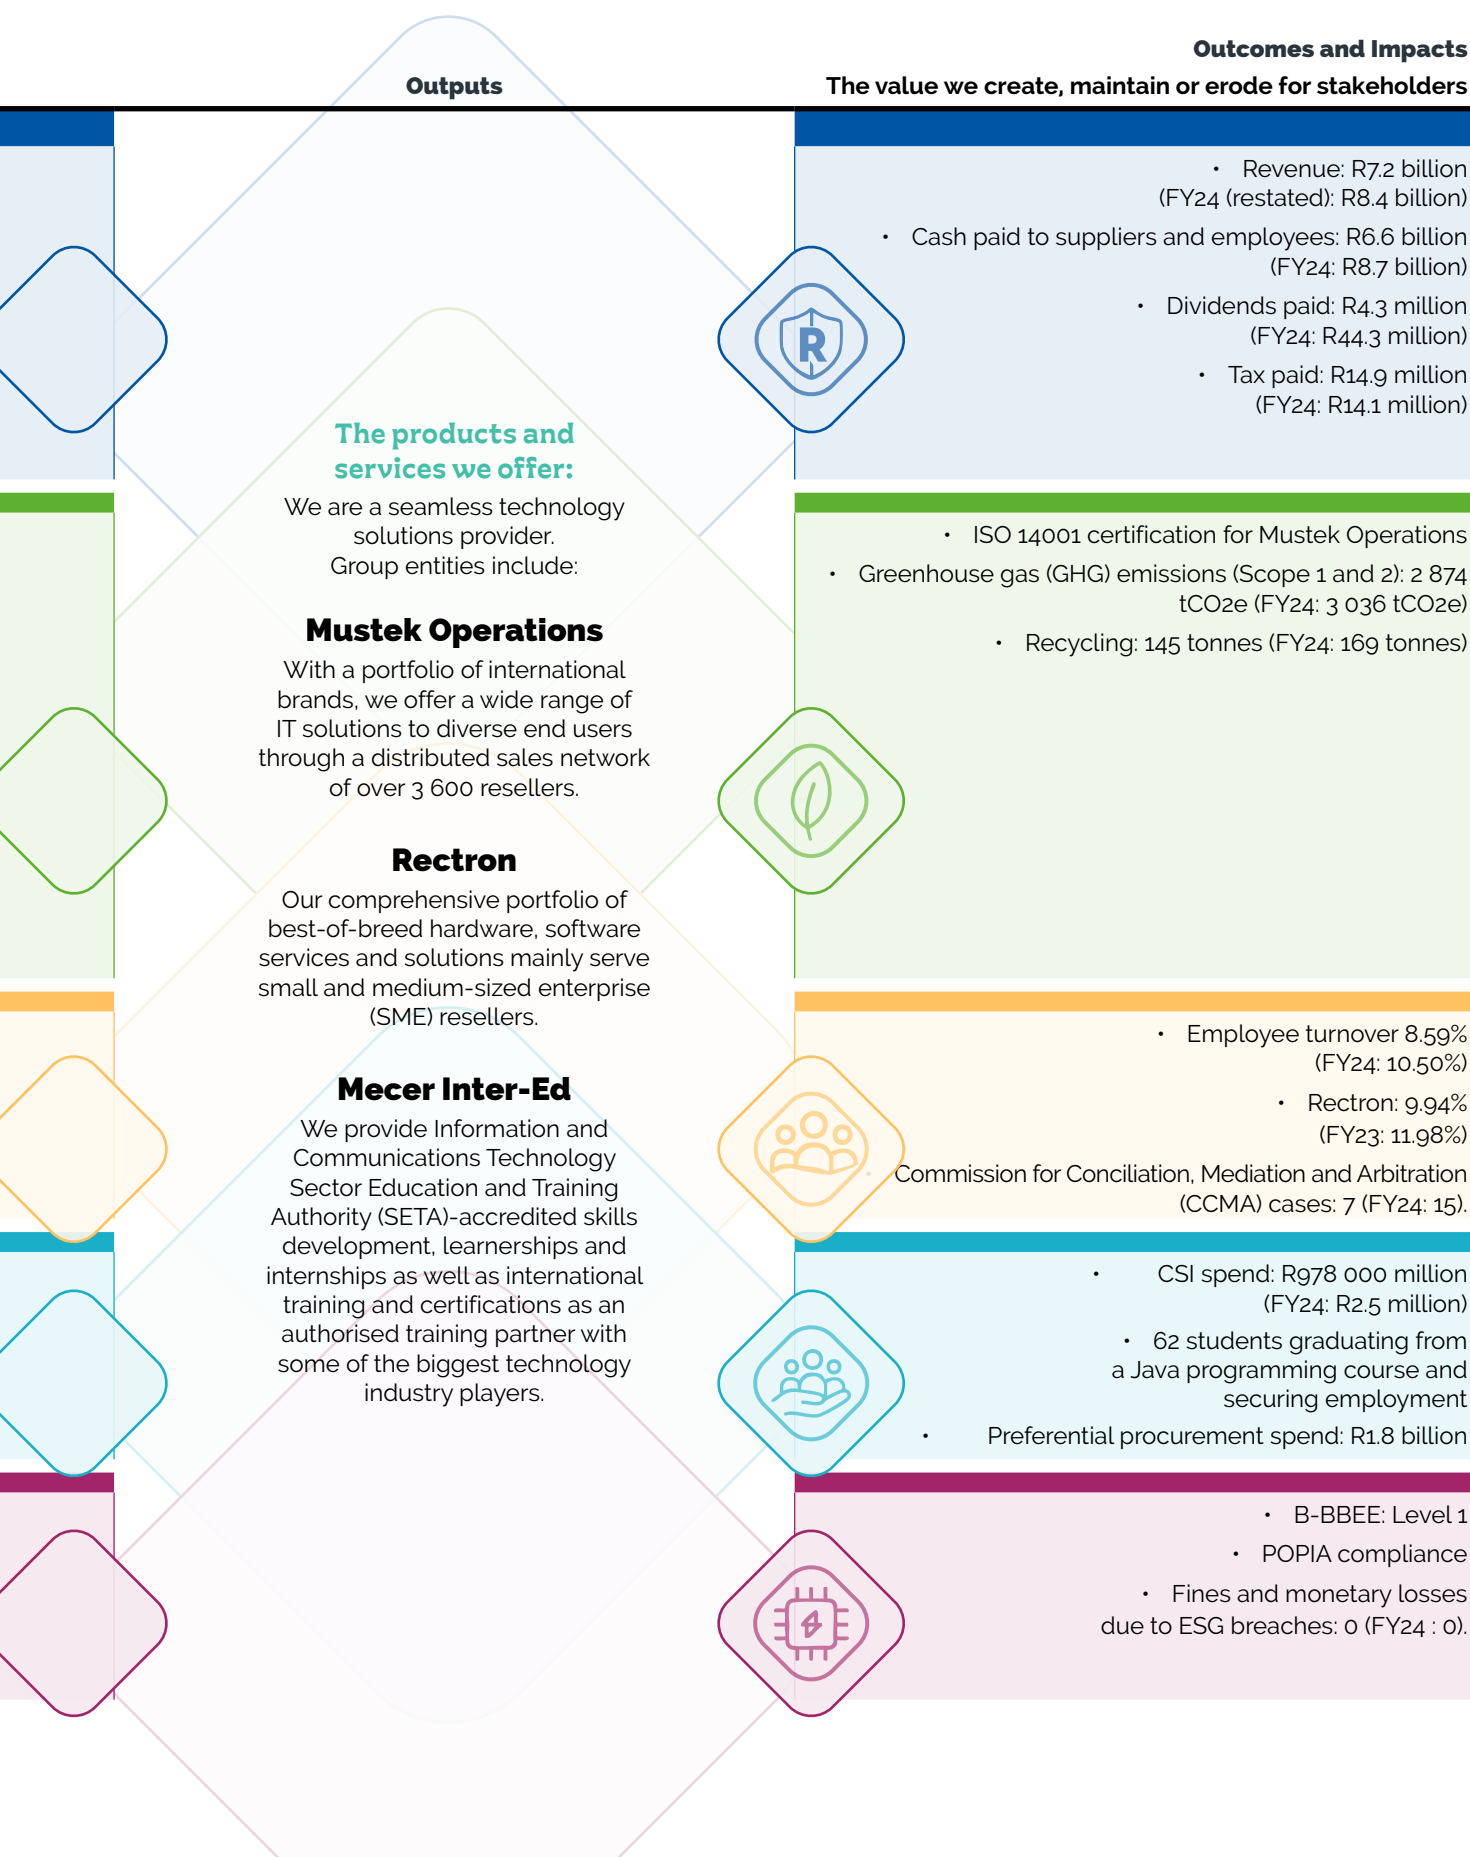 Outputs
Outcomes and Impacts
The value we create, maintain or erode for stakeholders
The products and
services we offer:
We are a seamless technology
solutions provider.
Group entities include:
Mustek Operations
With a portfolio of international
brands, we offer a wide range of
IT solutions to diverse end users
through a distributed sales network
of over 3 600 resellers.
Rectron
Our comprehensive portfolio of
best-of-breed hardware, software
services and solutions mainly serve
small and medium-sized enterprise
(SME) resellers.
Mecer Inter-Ed
We provide Information and
Communications Technology
Sector Education and Training
Authority (SETA)-accredited skills
development, learnerships and
internships as well as international
training and certifications as an
authorised training partner with
some of the biggest technology
industry players.
R
• Revenue: R7.2 billion
(FY24 (restated): R8.4 billion)
• Cash paid to suppliers and employees: R6.6 billion
(FY24: R8.7 billion)
• Dividends paid: R4.3 million
(FY24: R44.3 million)
• Tax paid: R14.9 million
(FY24: R14.1 million)
• ISO 14001 certification for Mustek Operations
• Greenhouse gas (GHG) emissions (Scope 1 and 2): 2 874
tCO2e (FY24: 3 036 tCO2e)
• Recycling: 145 tonnes (FY24: 169 tonnes)
• Employee turnover 8.59%
(FY24: 10.50%)
• Rectron: 9.94%
(FY23: 11.98%)
• Commission for Conciliation, Mediation and Arbitration
(CCMA) cases: 7 (FY24: 15).
• CSI spend: R978 000 million
(FY24: R2.5 million)
• 62 students graduating from
a Java programming course and
securing employment
• Preferential procurement spend: R1.8 billion
• B-BBEE: Level 1
• POPIA compliance
• Fines and monetary losses
due to ESG breaches: 0 (FY24 : 0).